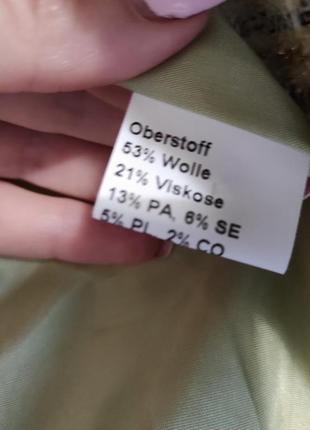 Oberstoff
53% Wolle
21% Viskose
13% PA, 6% SE
5% PL, 2% CO